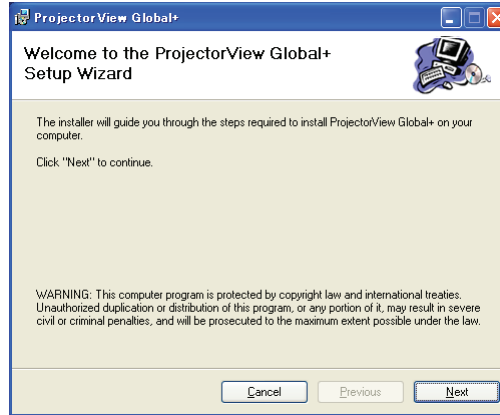 ProjectorView Global+
Welcome to the ProjectorView Global+
Setup Wizard
The installer will guide you through the steps required to install ProjectorView Global+ on your
computer.
Click "Next" to continue.
WARNING: This computer program is protected by copyright law and international treaties.
Unauthorized duplication or distribution of this program, or any portion of it, may result in severe
civil or criminal penalties, and will be prosecuted to the maximum extent possible under the law.
Cancel
Previous
Next